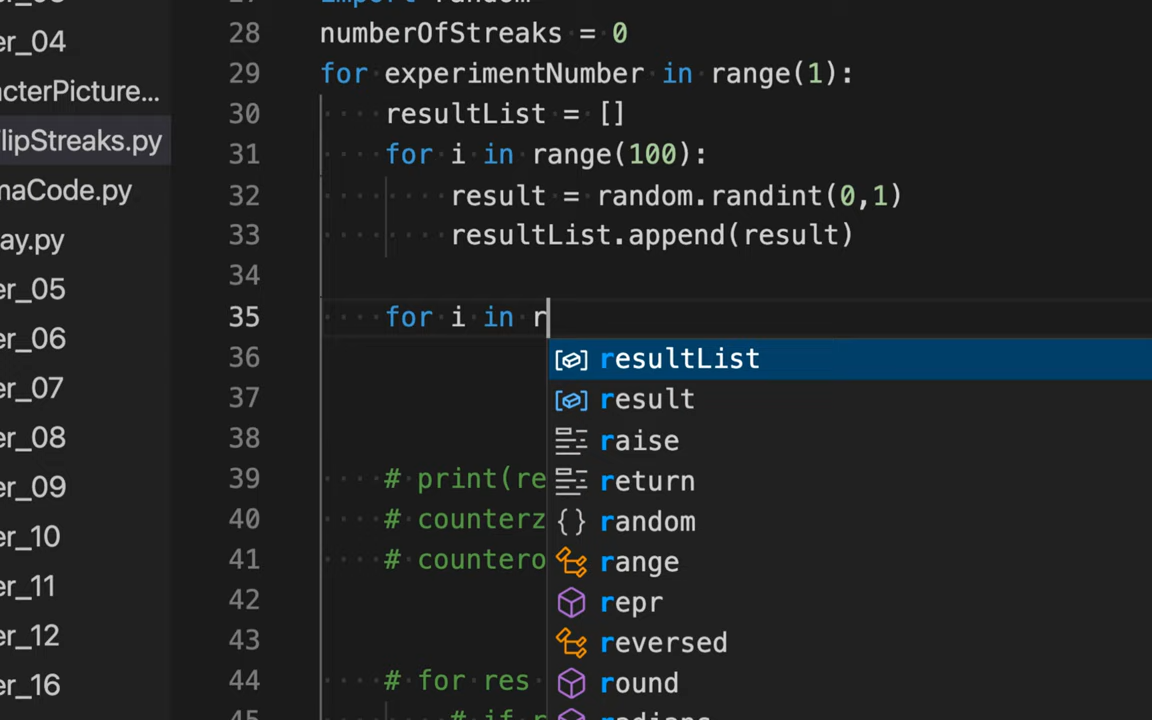 er_04
acterPicture...
lipStreaks.py
maCode.py
ay.py
er_05
er_06
er_07
er_08
er_09
er_10
er_11
er_12
er_16
28 numberOfStreaks = 0
29 for experimentNumber in range(1):
30 resultList = []
31 for i in range(100):
32 result = random.randint(0,1)
33 resultList.append(result)
34
35 for i in r
36
37
38
39 # print(re
40 # counterz
41 # countero
42
43
44 # for res
resultList
result
raise
return
random
range
repr
reversed
round